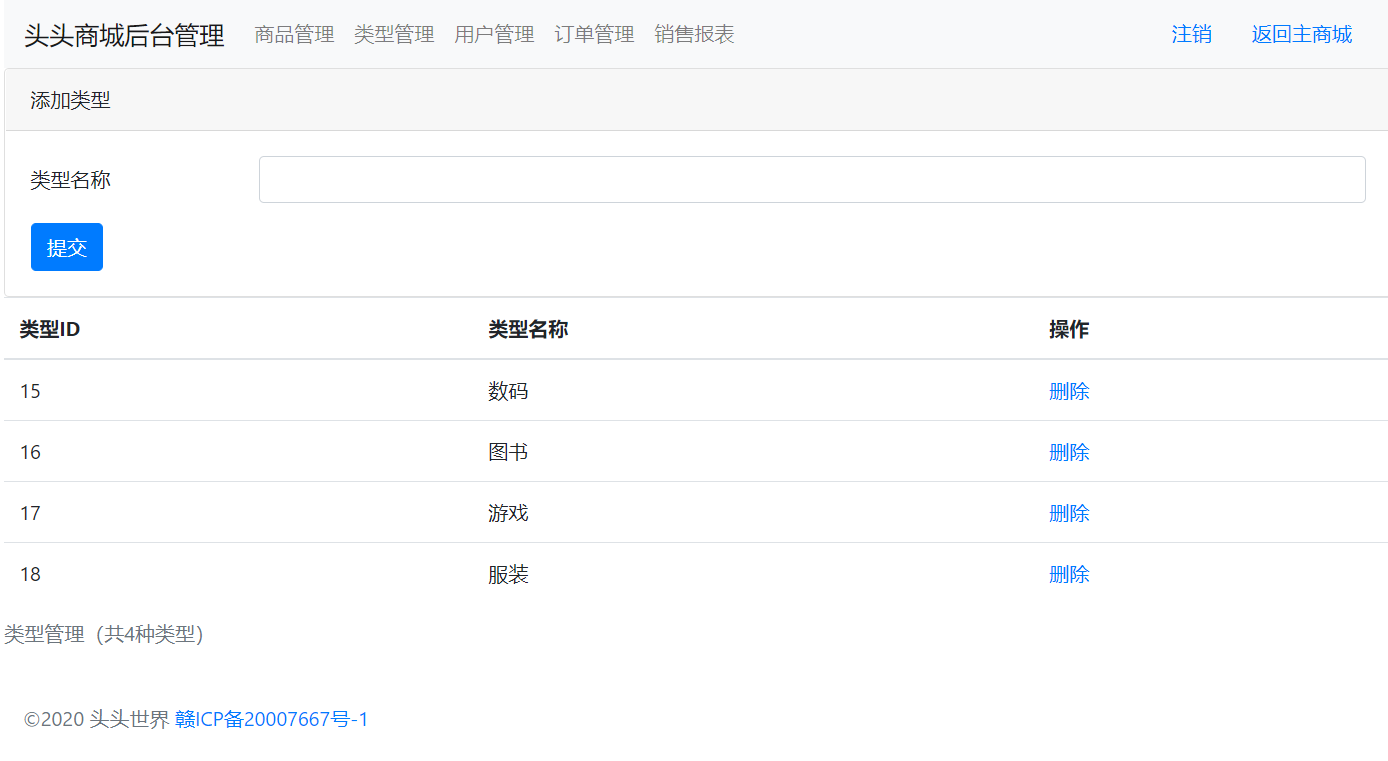 头头商城后台管理 商品管理 类型管理 用户管理 订单管理 销售报表 注销 返回主商城
添加类型
类型名称
提交
类型ID 类型名称 操作
15 数码 删除
16 图书 删除
17 游戏 删除
18 服装 删除
类型管理（共4种类型）
©2020 头头世界 赣ICP备20007667号-1